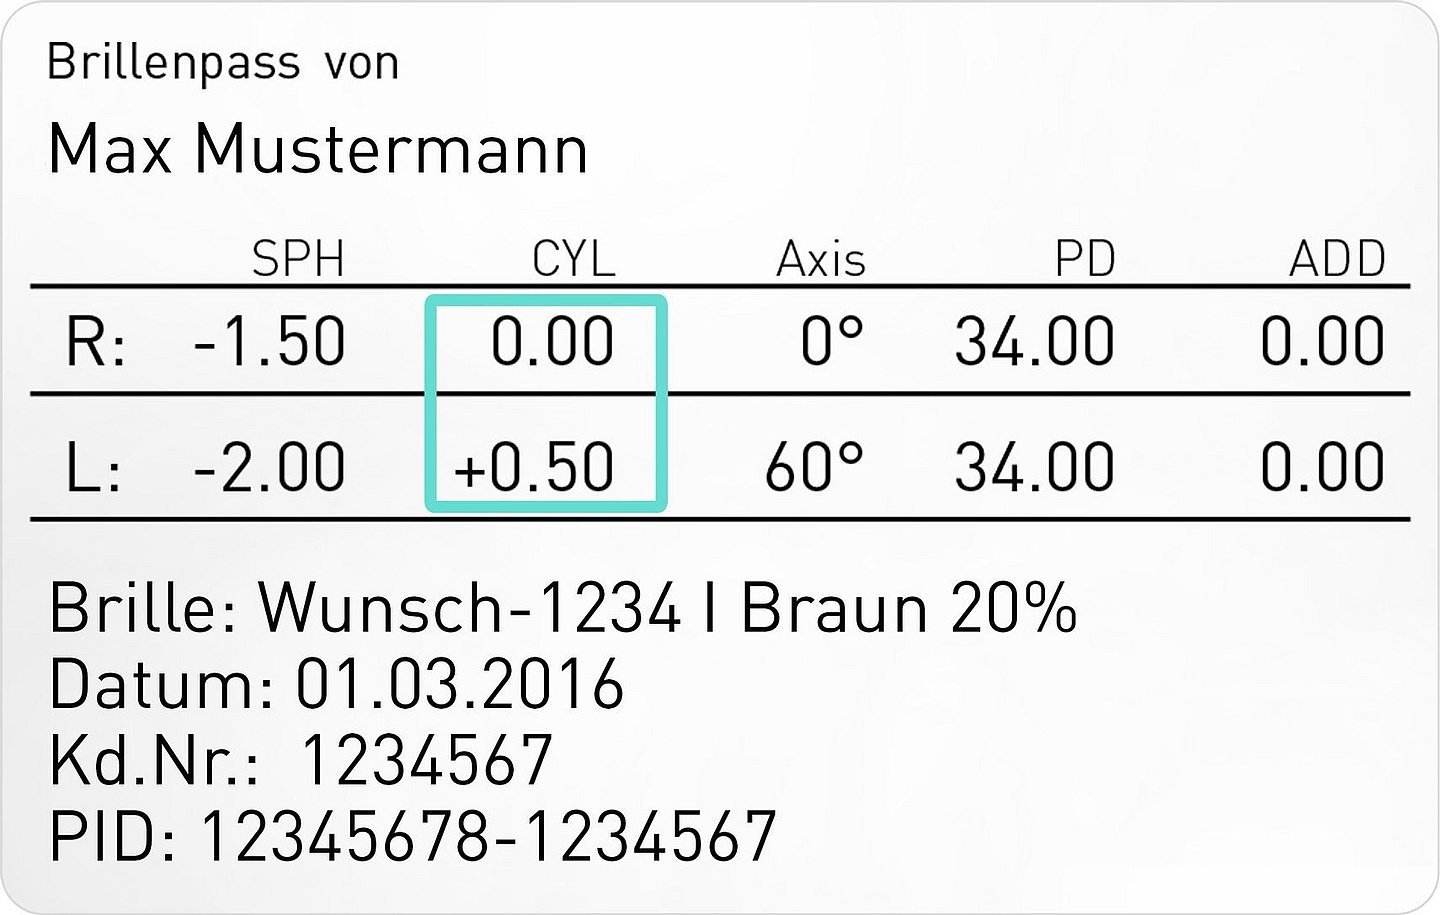 Brillenpass von
Max Mustermann
SPH CYL Axis PD ADD
R: -1.50 0.00 0° 34.00 0.00
L: -2.00 +0.50 60° 34.00 0.00
Brille: Wunsch-1234 I Braun 20%
Datum: 01.03.2016
Kd.Nr.: 1234567
PID: 12345678-1234567